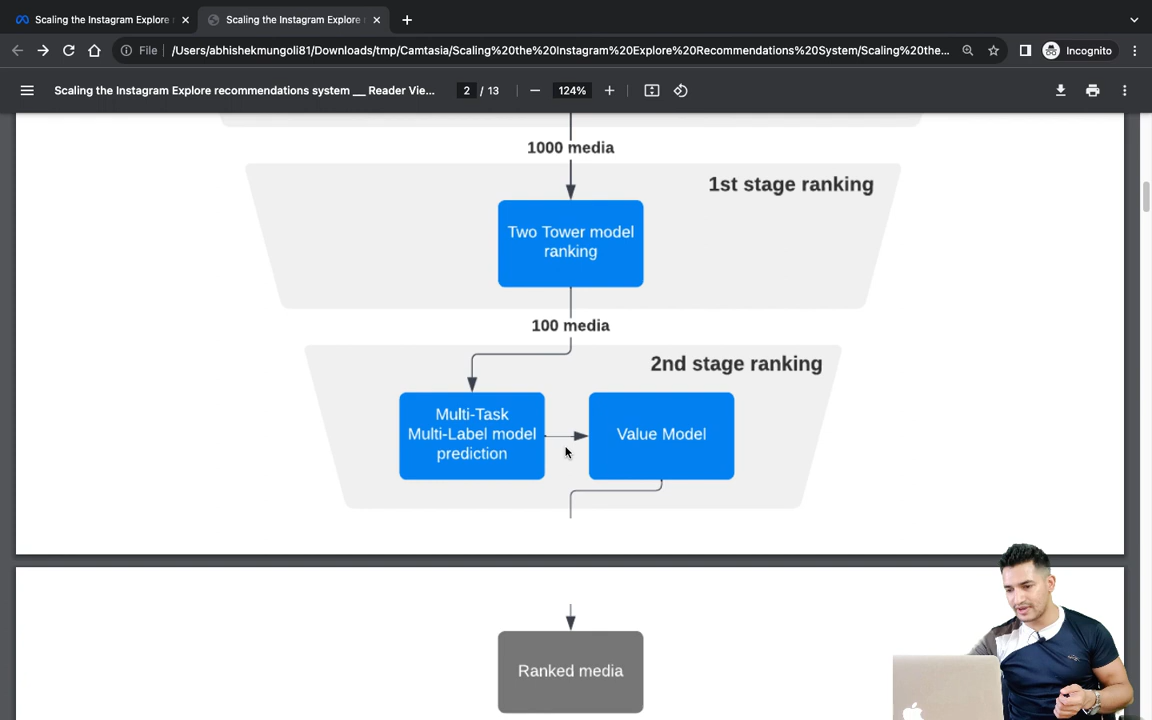 Scaling the Instagram Explore
Scaling the Instagram Explore
File
/Users/abhishekmungoli81/Downloads/tmp/Camtasia/Scaling%20the%20Instagram%20Explore%20Recommendations%20System/Scaling%20the...
Incognito
Scaling the Instagram Explore recommendations system __ Reader Vie...
2 / 13
124%
1000 media
1st stage ranking
Two Tower model
ranking
100 media
2nd stage ranking
Multi-Task
Multi-Label model
prediction
Value Model
Ranked media